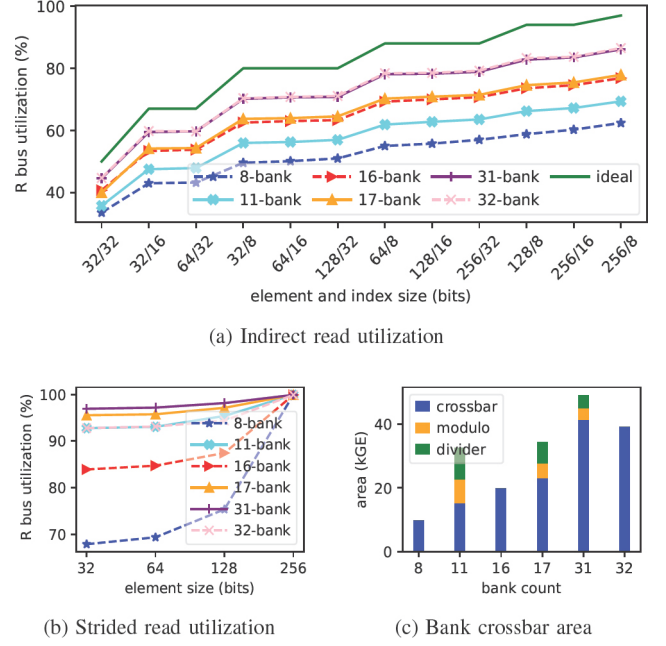 100
80
60
40
R bus utilization (%)
8-bank
16-bank
31-bank
ideal
11-bank
17-bank
32-bank
32/32
32/16
64/32
32/8
64/16
128/32
64/8
128/16
256/32
128/8
256/16
256/8
element and index size (bits)
(a) Indirect read utilization
100
90
80
70
R bus utilization (%)
8-bank
11-bank
16-bank
17-bank
31-bank
32-bank
32
64
128
256
element size (bits)
(b) Strided read utilization
40
20
0
area (kGE)
crossbar
modulo
divider
8
11
16
17
31
32
bank count
(c) Bank crossbar area